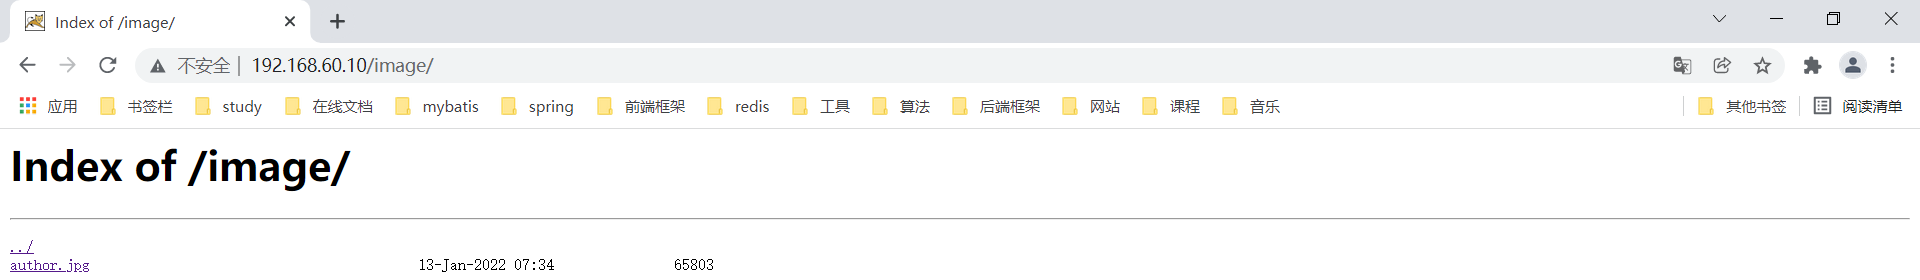 Index of /image/
不安全 | 192.168.60.10/image/
应用 书签栏 study 在线文档 mybatis spring 前端框架 redis 工具 算法 后端框架 网站 课程 音乐 其他书签 阅读清单
Index of /image/
../
author.jpg 13-Jan-2022 07:34 65803